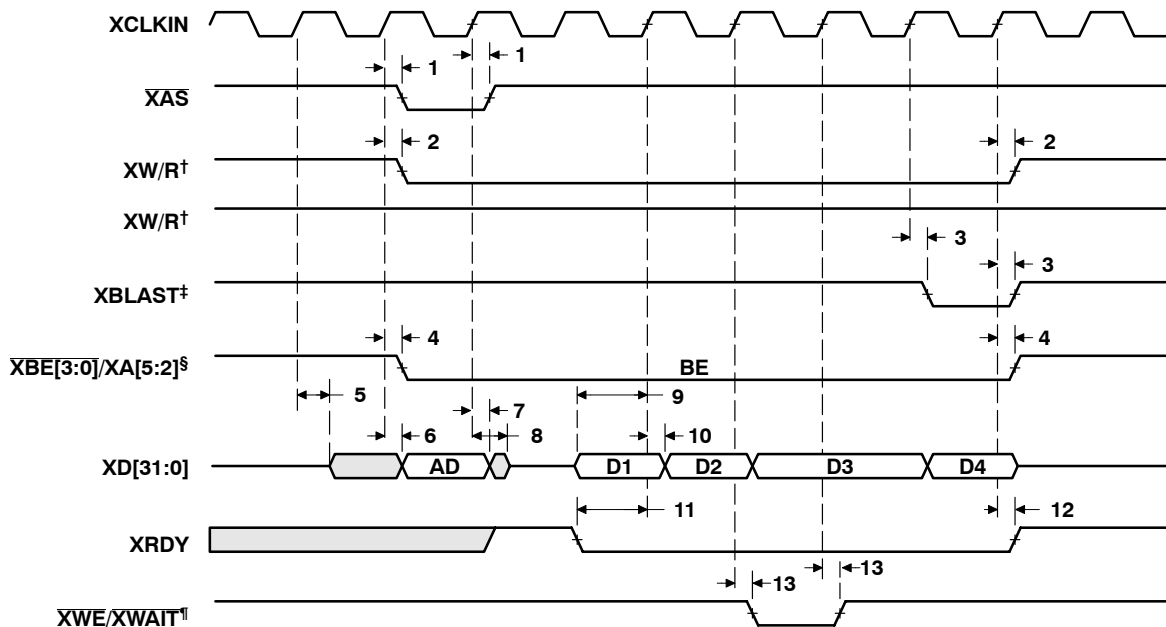 XCLKIN
1
1
XAS
2
2
XW/R†
XW/R†
3
3
XBLAST‡
4
4
XBE[3:0]/XA[5:2]§
BE
5
7
9
6
8
10
XD[31:0]
AD
D1
D2
D3
D4
11
12
XRDY
13
13
XWE/XWAIT¶